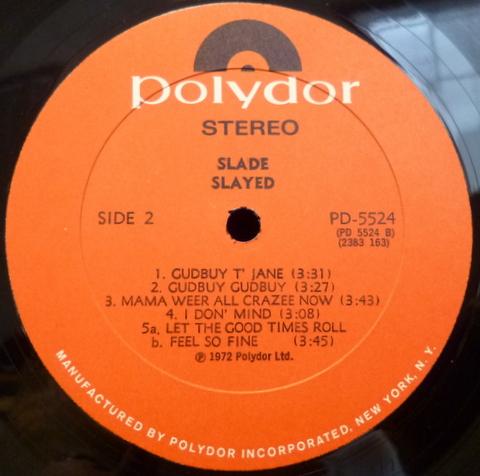 polydor
STEREO
SLADE
SLAYED
SIDE 2
PD-5524
(PD 5524 B)
(2383 163)
1. GUDBUY T' JANE (3:31)
2. GUDBUY GUDBUY (3:27)
3. MAMA WEER ALL CRAZEE NOW (3:43)
4. I DON' MIND (3:08)
5a. LET THE GOOD TIMES ROLL
b. FEEL SO FINE (3:45)
℗ 1972 Polydor Ltd.
MANUFACTURED BY POLYDOR INCORPORATED. NEW YORK, N. Y.